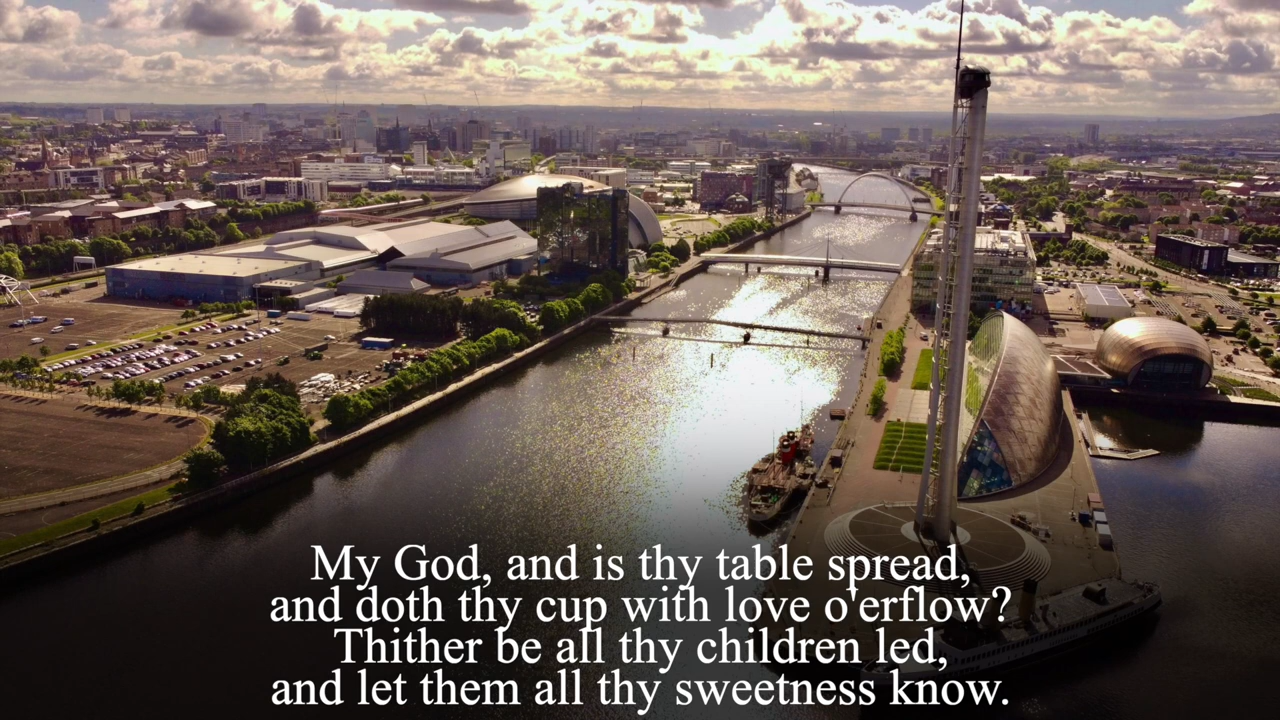 My God, and is thy table spread,
and doth thy cup with love o'erflow?
Thither be all thy children led,
and let them all thy sweetness know.